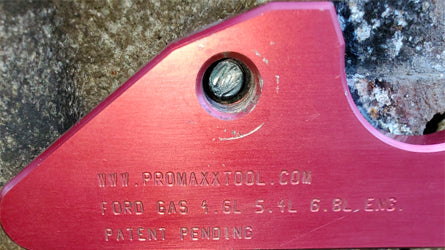 WWW.PROMAXXTOOL.COM
FORD GAS 4.6L 5.4L 6.8L,ENG.
PATENT PENDING